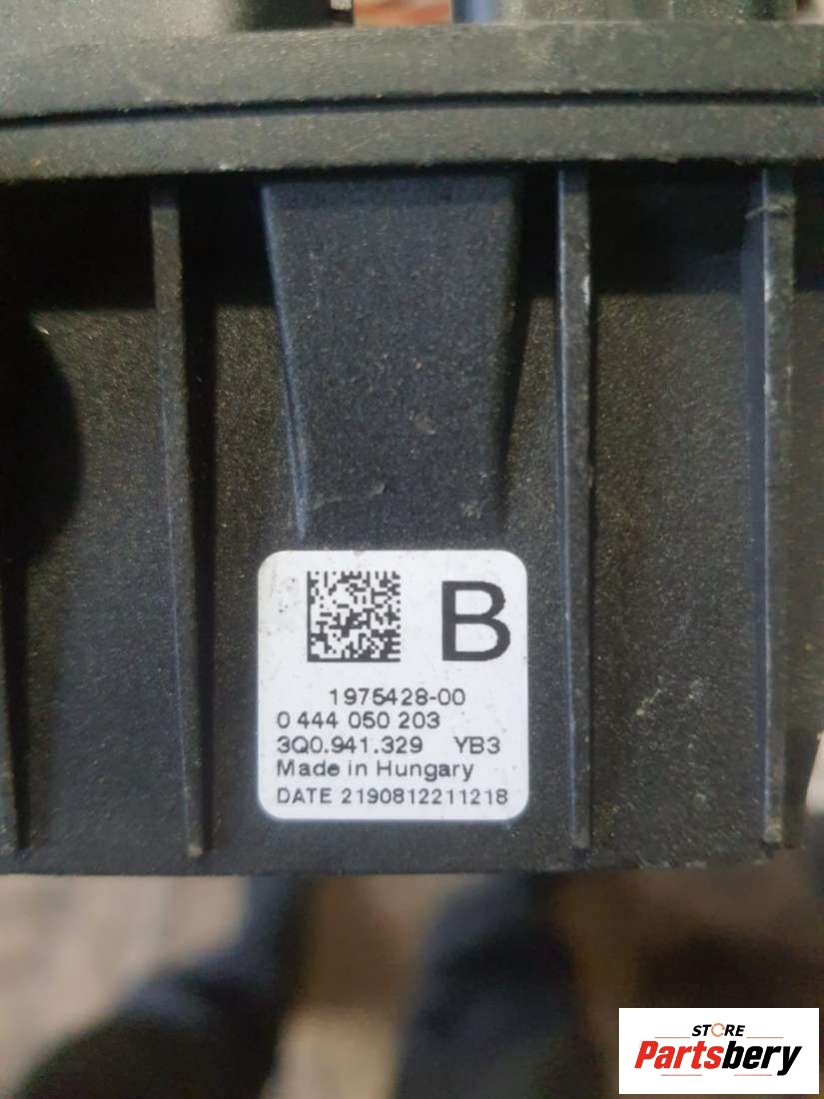 B
1975428-00
0 444 050 203
3Q0.941.329 YB3
Made in Hungary
DATE 2190812211218
STORE
Partsbery